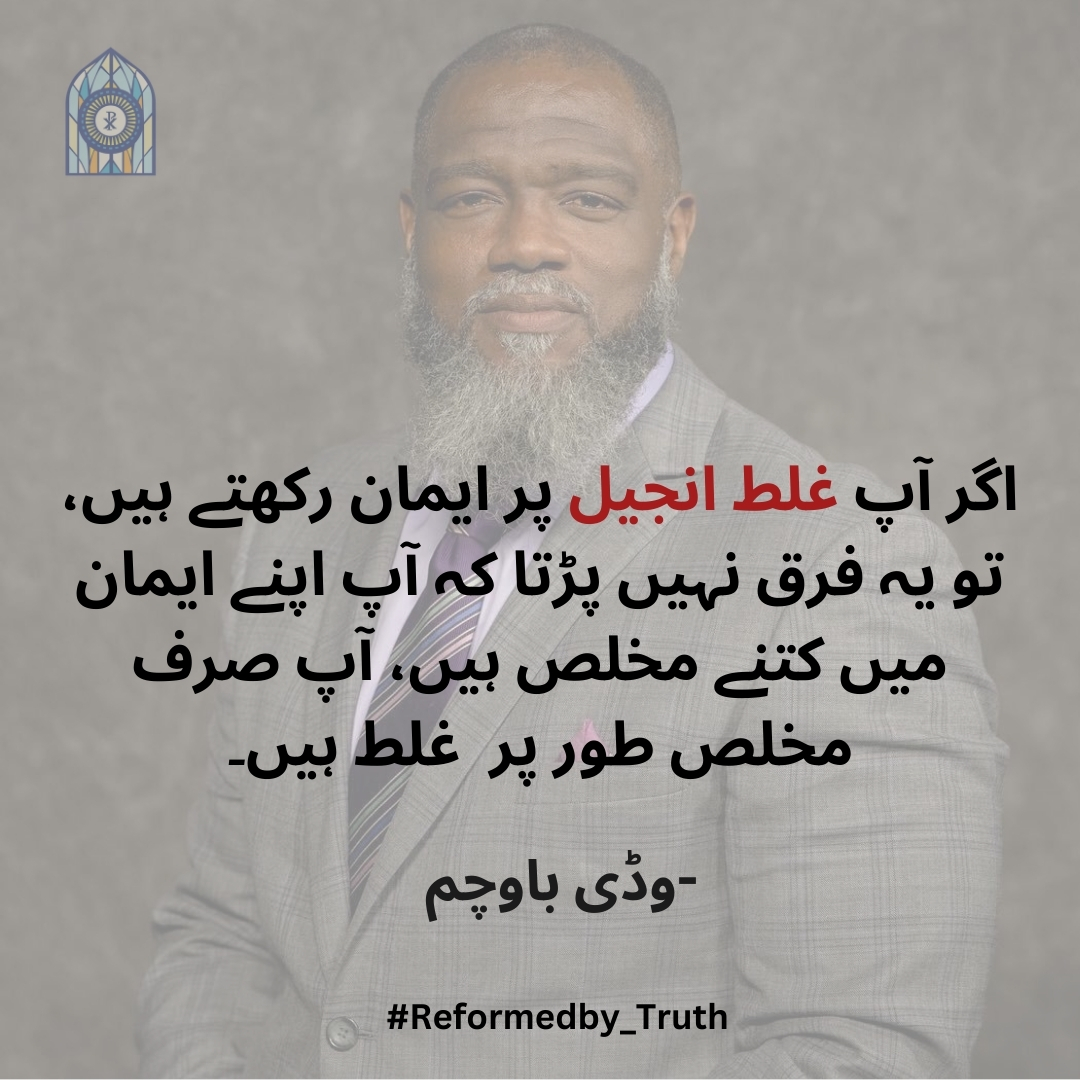 اگر آپ غلط انجیل پر ایمان رکھتے ہیں،
تو یہ فرق نہیں پڑتا کہ آپ اپنے ایمان
میں کتنے مخلص ہیں، آپ صرف
مخلص طور پر غلط ہیں۔
-وڈی باوچم
#Reformedby_Truth